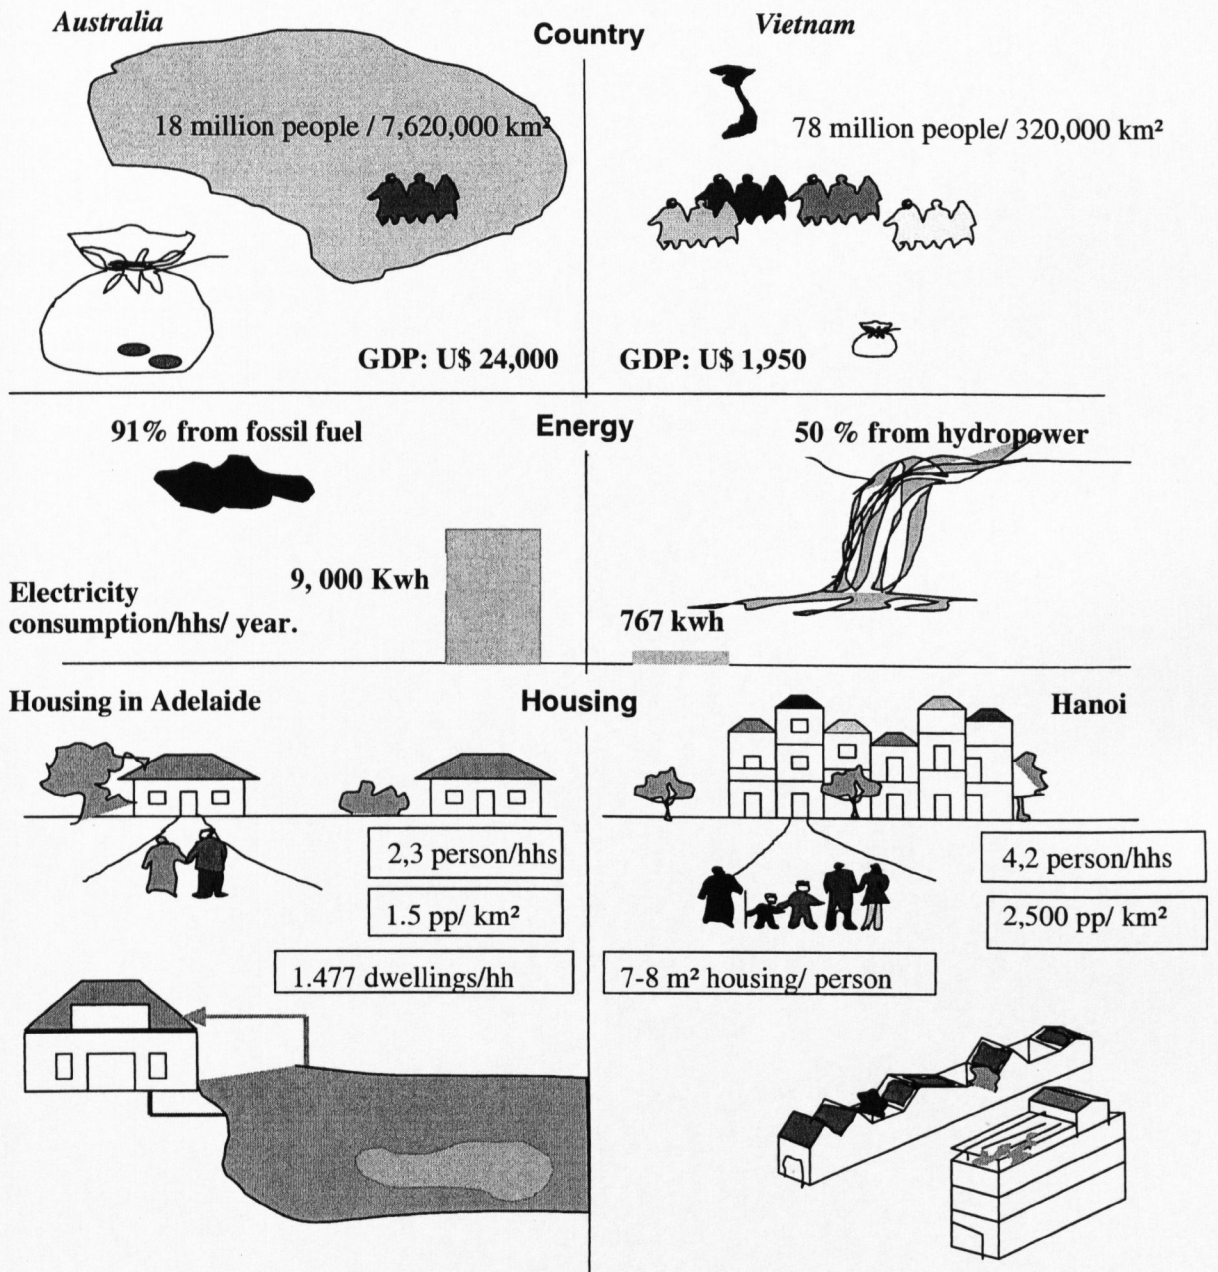 Australia
Country
Vietnam
18 million people / 7,620,000 km²
78 million people/ 320,000 km²
GDP: U$ 24,000
GDP: U$ 1,950
91% from fossil fuel
Energy
50 % from hydropower
9, 000 Kwh
Electricity
consumption/hhs/ year.
767 kwh
Housing in Adelaide
Housing
Hanoi
2,3 person/hhs
4,2 person/hhs
1.5 pp/ km²
2,500 pp/ km²
1.477 dwellings/hh
7-8 m² housing/ person